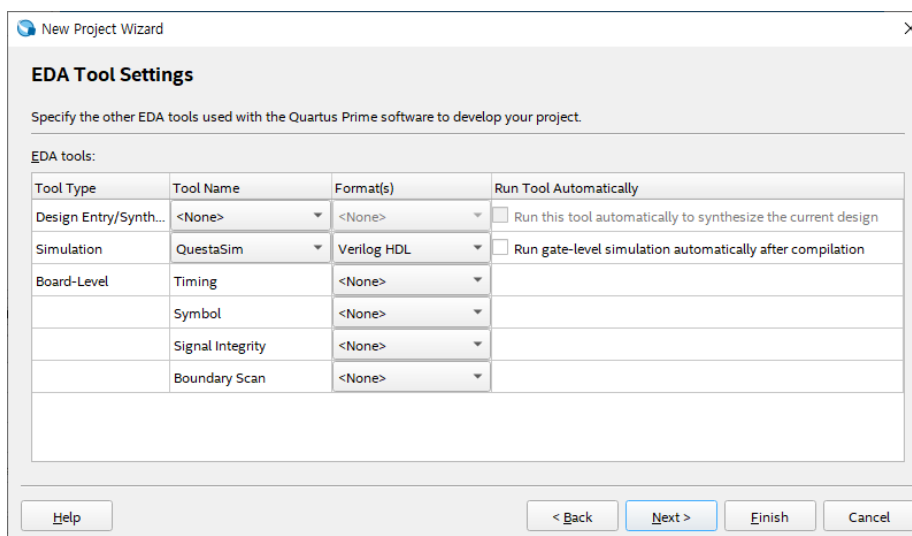 New Project Wizard
EDA Tool Settings
Specify the other EDA tools used with the Quartus Prime software to develop your project.
EDA tools:
Tool Type Tool Name Format(s) Run Tool Automatically
Design Entry/Synth... <None> <None> Run this tool automatically to synthesize the current design
Simulation QuestaSim Verilog HDL Run gate-level simulation automatically after compilation
Board-Level Timing <None>
Symbol <None>
Signal Integrity <None>
Boundary Scan <None>
Help < Back Next > Finish Cancel